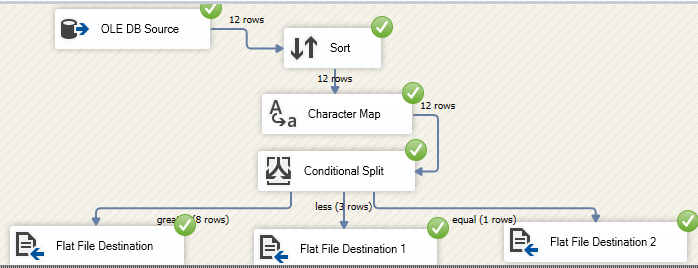 OLE DB Source
12 rows
Sort
12 rows
Character Map
12 rows
Conditional Split
(8 rows)
less (3 rows)
equal (1 rows)
Flat File Destination
Flat File Destination 1
Flat File Destination 2